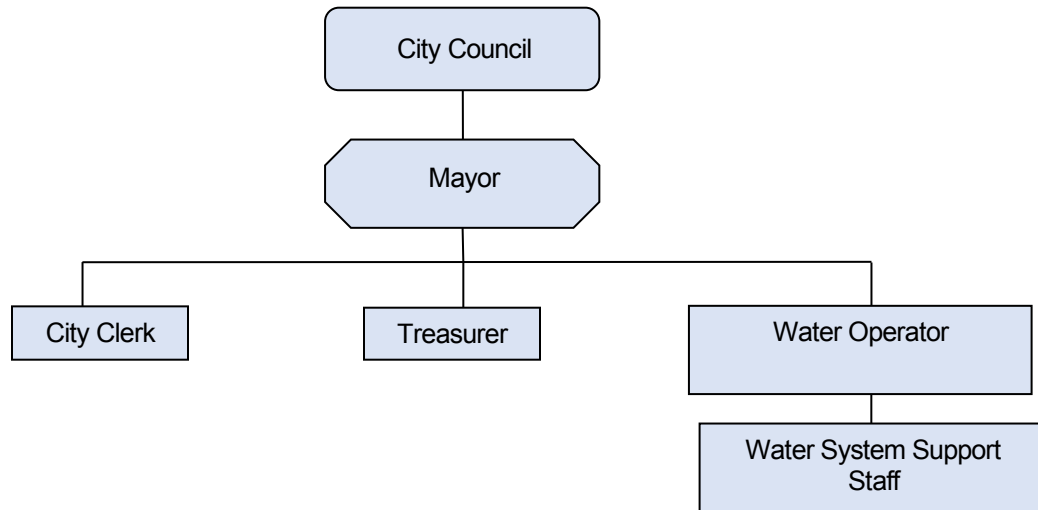 City Council
Mayor
City Clerk
Treasurer
Water Operator
Water System Support
Staff